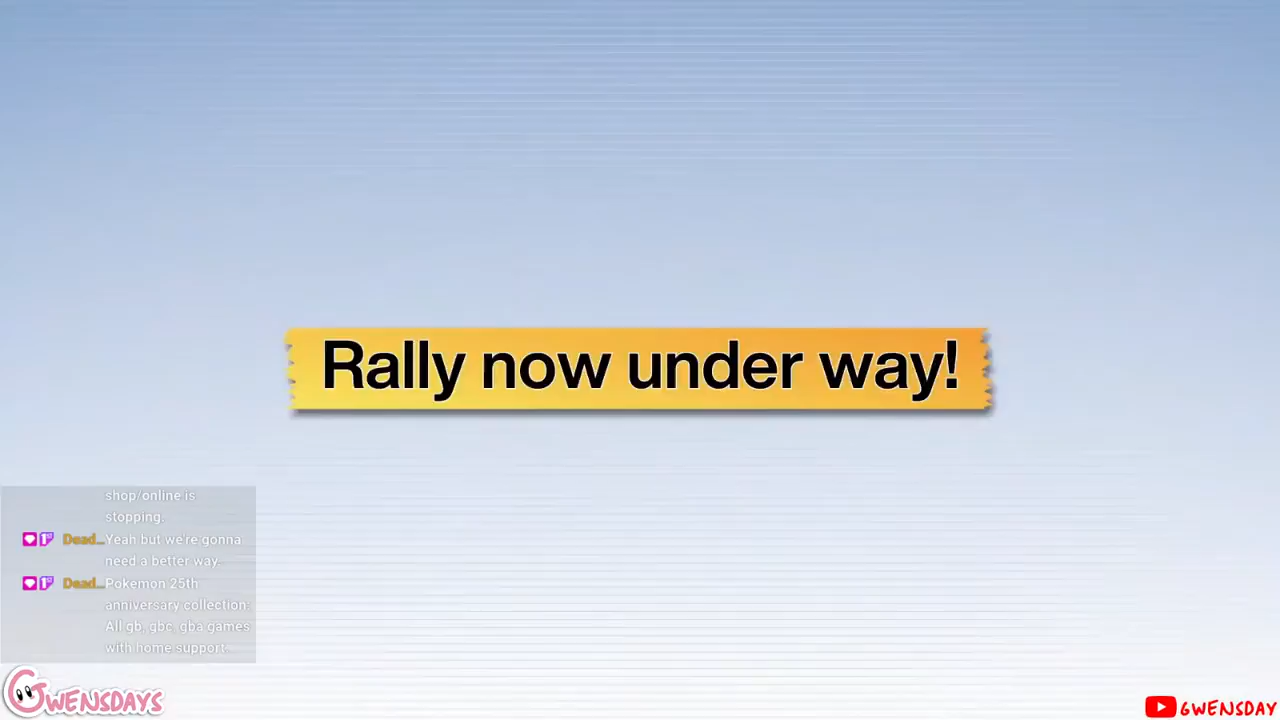 Rally now under way!
shop/online is
stopping.
Dead...Yeah but we're gonna
need a better way.
Dead...Pokemon 25th
anniversary collection:
All gb, gbc, gba games
with home support.
GWENSDAYS
GWENSDAY